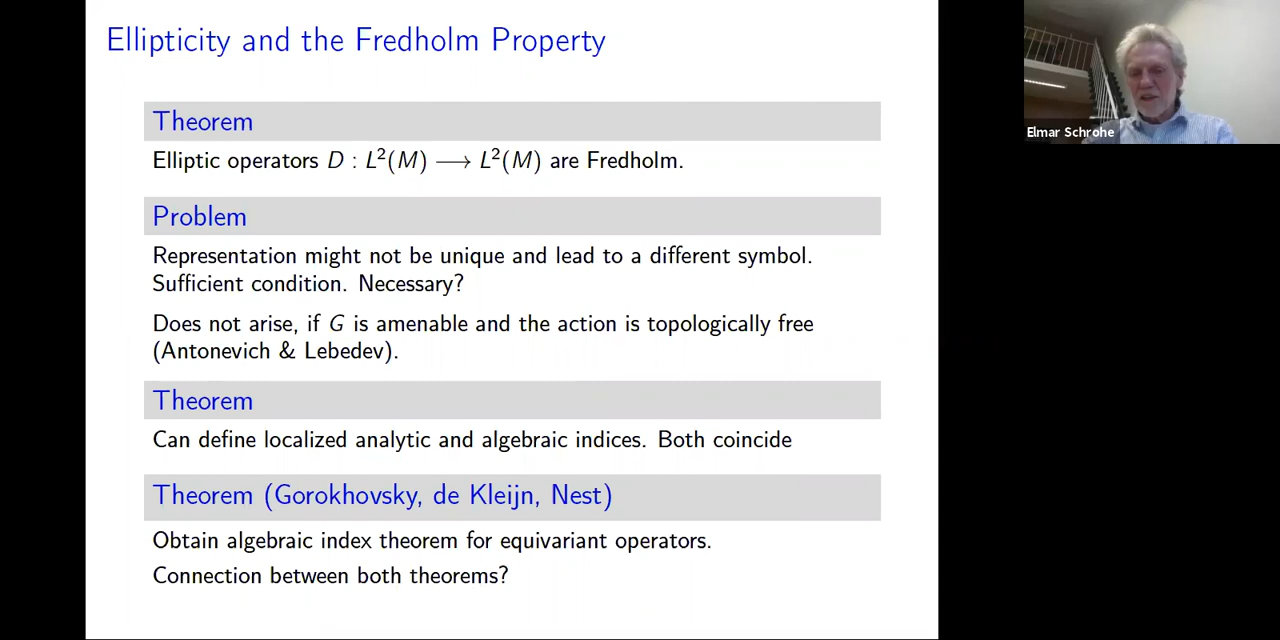 Ellipticity and the Fredholm Property
Theorem
Elliptic operators D : L²(M) ⟶ L²(M) are Fredholm.
Problem
Representation might not be unique and lead to a different symbol.
Sufficient condition. Necessary?
Does not arise, if G is amenable and the action is topologically free
(Antonevich & Lebedev).
Theorem
Can define localized analytic and algebraic indices. Both coincide
Theorem (Gorokhovsky, de Kleijn, Nest)
Obtain algebraic index theorem for equivariant operators.
Connection between both theorems?
Elmar Schrohe